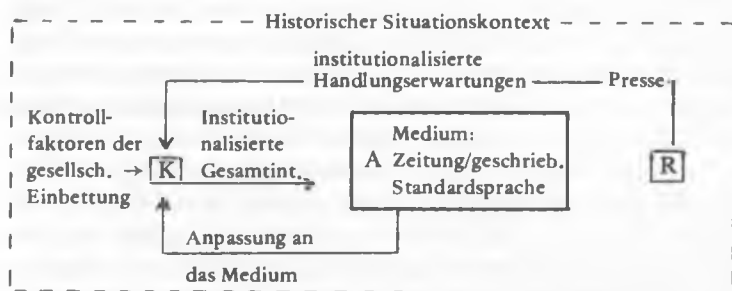 Historischer Situationskontext
institutionalisierte
Handlungserwartungen
Presse
Kontroll-
faktoren der
gesellsch.
Einbettung
K
Institutio-
nalisierte
Gesamtint.
Medium:
A Zeitung/geschrieb.
Standardsprache
R
Anpassung an
das Medium